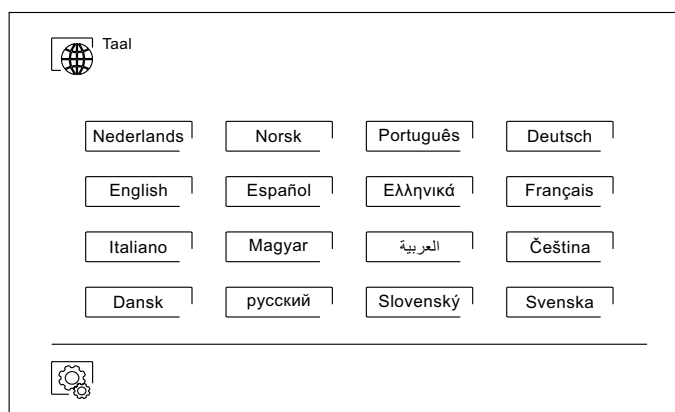 Taal
Nederlands Norsk Português Deutsch
English Español Ελληνικά Français
Italiano Magyar العربية Čeština
Dansk русский Slovenský Svenska